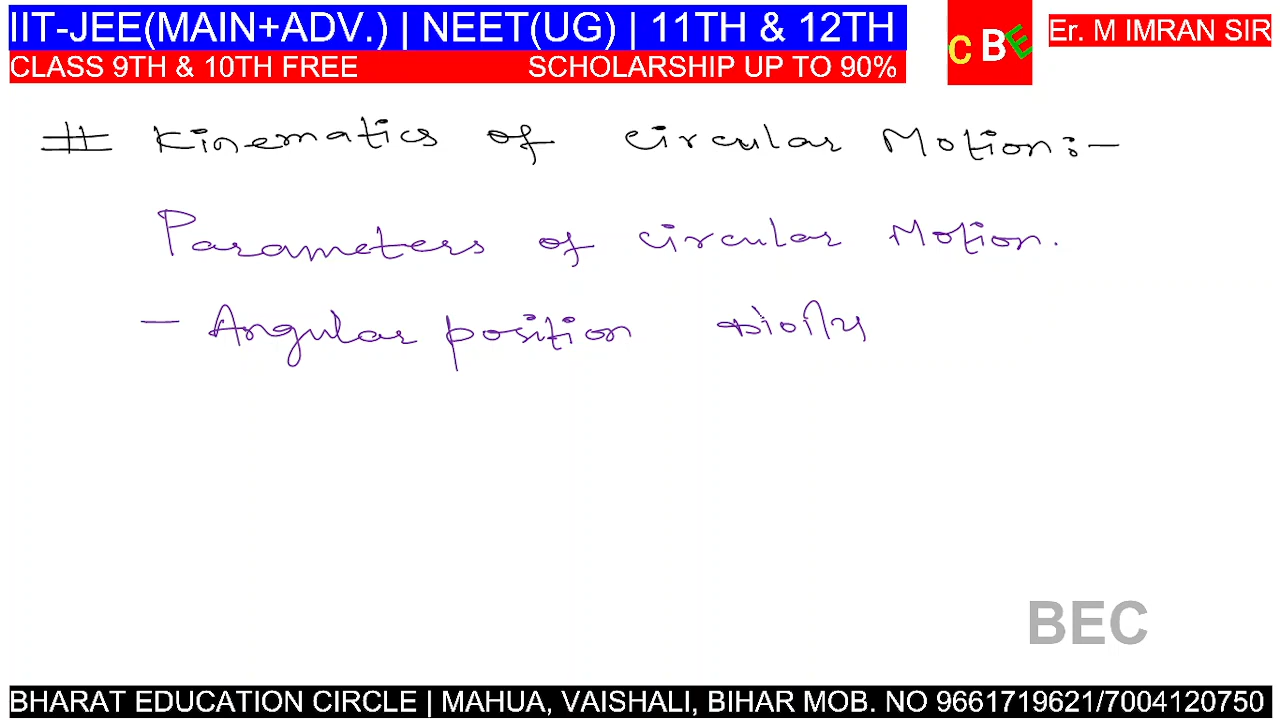 IIT-JEE(MAIN+ADV.) | NEET(UG) | 11TH & 12TH
CLASS 9TH & 10TH FREE SCHOLARSHIP UP TO 90%
CBE
Er. M IMRAN SIR
# Kinematics of circular Motion:-
Parameters of circular Motion.
- Angular position कोणीय
BEC
BHARAT EDUCATION CIRCLE | MAHUA, VAISHALI, BIHAR MOB. NO 9661719621/7004120750